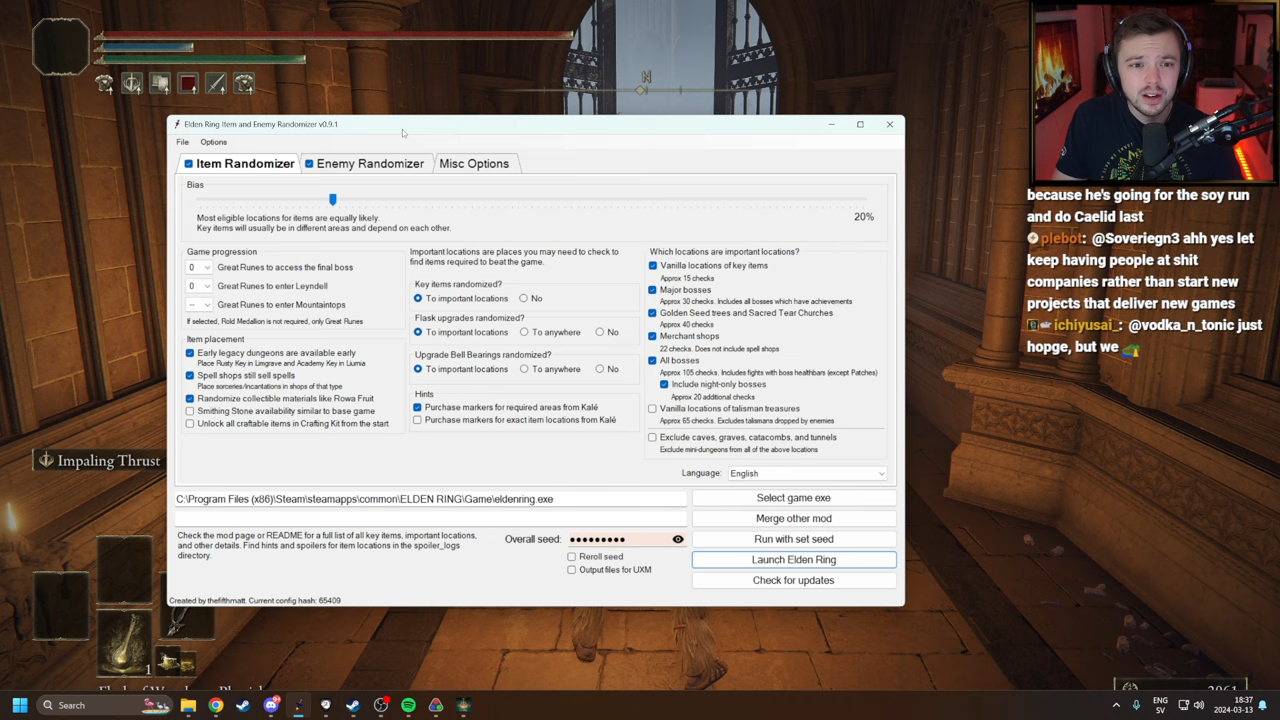 N
Elden Ring Item and Enemy Randomizer v0.9.1
File Options
Item Randomizer Enemy Randomizer Misc Options
Bias
20%
Most eligible locations for items are equally likely.
Key items will usually be in different areas and depend on each other.
Game progression
0 Great Runes to access the final boss
0 Great Runes to enter Leyndell
-- Great Runes to enter Mountaintops
If selected, Rold Medallion is not required, only Great Runes
Item placement
Early legacy dungeons are available early
Place Rusty Key in Limgrave and Academy Key in Liurnia
Spell shops still sell spells
Place sorceries/incantations in shops of that type
Randomize collectible materials like Rowa Fruit
Smithing Stone availability similar to base game
Unlock all craftable items in Crafting Kit from the start
Important locations are places you may need to check to
find items required to beat the game.
Key items randomized?
To important locations No
Flask upgrades randomized?
To important locations To anywhere No
Upgrade Bell Bearings randomized?
To important locations To anywhere No
Hints
Purchase markers for required areas from Kalé
Purchase markers for exact item locations from Kalé
Which locations are important locations?
Vanilla locations of key items
Approx 15 checks
Major bosses
Approx 30 checks. Includes all bosses which have achievements
Golden Seed trees and Sacred Tear Churches
Approx 40 checks
Merchant shops
22 checks. Does not include spell shops
All bosses
Approx 105 checks. Includes fights with boss healthbars (except Patches)
Include night-only bosses
Approx 20 additional checks
Vanilla locations of talisman treasures
Approx 65 checks. Excludes talismans dropped by enemies
Exclude caves, graves, catacombs, and tunnels
Exclude mini-dungeons from all of the above locations
Language: English
C:\Program Files (x86)\Steam\steamapps\common\ELDEN RING\Game\eldenring.exe
Select game exe
Merge other mod
Check the mod page or README for a full list of all key items, important locations,
and other details. Find hints and spoilers for item locations in the spoiler_logs
directory.
Overall seed: ●●●●●●●●●
Reroll seed
Output files for UXM
Run with set seed
Launch Elden Ring
Check for updates
Created by thefifthmatt. Current config hash: 65409
because he's going for the soy run
and do Caelid last
plebot: @Soveriegn3 ahh yes let
keep having people at shit
companies rather than start new
projects that deliver new games
ichiyusai_: @vodka_n_tonic just
hopge, but we
Impaling Thrust
1
Search
ENG
SV
18:37
2024-03-13